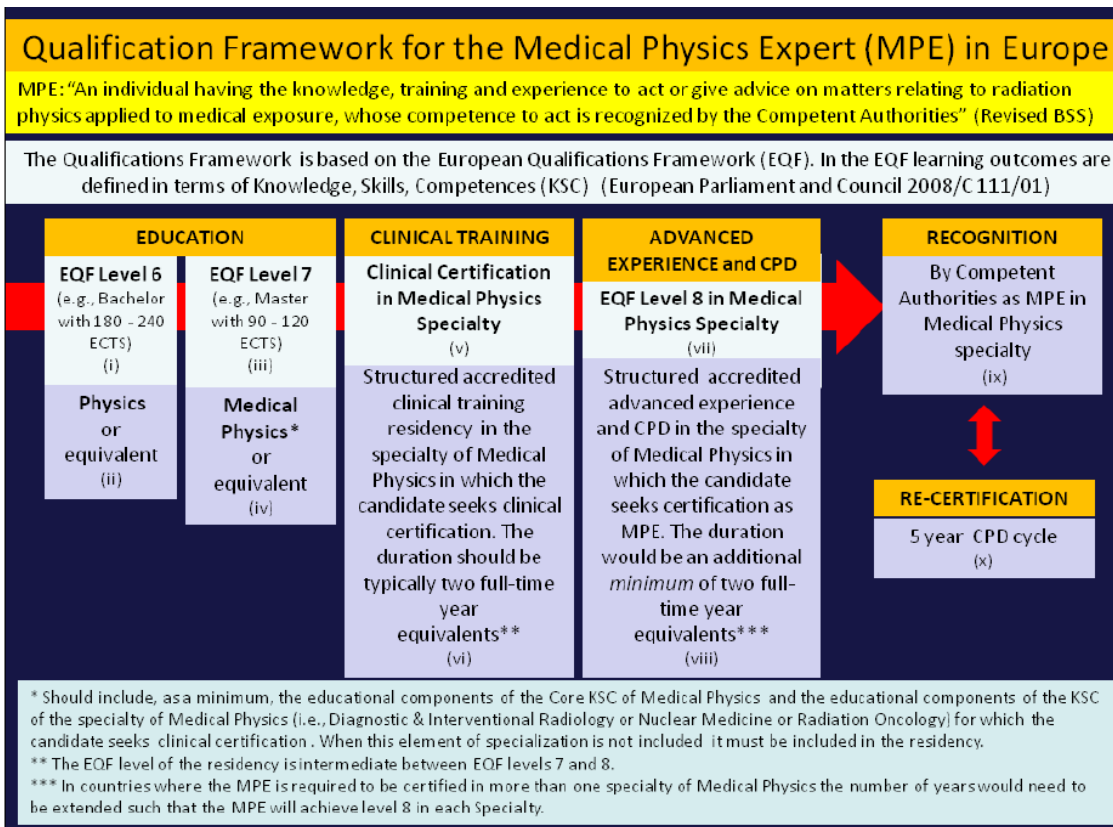 Qualification Framework for the Medical Physics Expert (MPE) in Europe
MPE: “An individual having the knowledge, training and experience to act or give advice on matters relating to radiation
physics applied to medical exposure, whose competence to act is recognized by the Competent Authorities” (Revised BSS)
The Qualifications Framework is based on the European Qualifications Framework (EQF). In the EQF learning outcomes are
defined in terms of Knowledge, Skills, Competences (KSC) (European Parliament and Council 2008/C 111/01)
EDUCATION
EQF Level 6
(e.g., Bachelor
with 180 - 240
ECTS)
(i)
Physics
or
equivalent
(ii)
EQF Level 7
(e.g., Master
with 90 - 120
ECTS)
(iii)
Medical
Physics*
or
equivalent
(iv)
CLINICAL TRAINING
Clinical Certification
in Medical Physics
Specialty
(v)
Structured accredited
clinical training
residency in the
specialty of Medical
Physics in which the
candidate seeks clinical
certification. The
duration should be
typically two full-time
year
equivalents**
(vi)
ADVANCED
EXPERIENCE and CPD
EQF Level 8 in Medical
Physics Specialty
(vii)
Structured accredited
advanced experience
and CPD in the specialty
of Medical Physics in
which the candidate
seeks certification as
MPE. The duration
would be an additional
minimum of two full-
time year
equivalents***
(viii)
RECOGNITION
By Competent
Authorities as MPE in
Medical Physics
specialty
(ix)
RE-CERTIFICATION
5 year CPD cycle
(x)
* Should include, as a minimum, the educational components of the Core KSC of Medical Physics and the educational components of the KSC
of the specialty of Medical Physics (i.e., Diagnostic & Interventional Radiology or Nuclear Medicine or Radiation Oncology) for which the
candidate seeks clinical certification . When this element of specialization is not included it must be included in the residency.
** The EQF level of the residency is intermediate between EQF levels 7 and 8.
*** In countries where the MPE is required to be certified in more than one specialty of Medical Physics the number of years would need to
be extended such that the MPE will achieve level 8 in each Specialty.